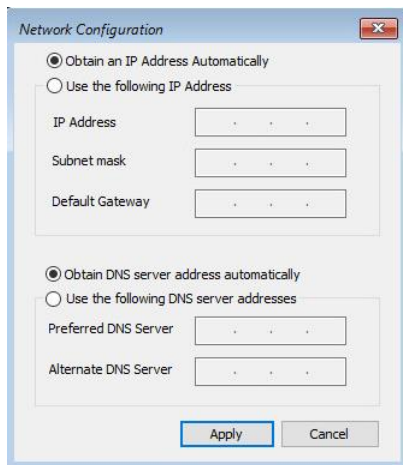 Network Configuration
Obtain an IP Address Automatically
Use the following IP Address
IP Address . . .
Subnet mask . . .
Default Gateway . . .
Obtain DNS server address automatically
Use the following DNS server addresses
Preferred DNS Server . . .
Alternate DNS Server . . .
Apply Cancel